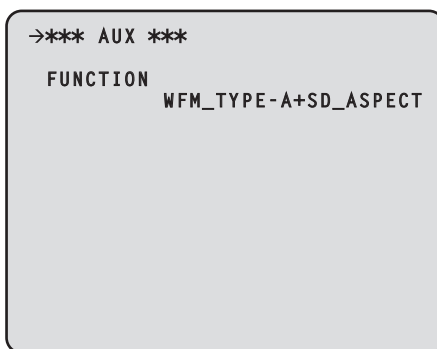 →*** AUX ***
FUNCTION
WFM_TYPE-A+SD_ASPECT